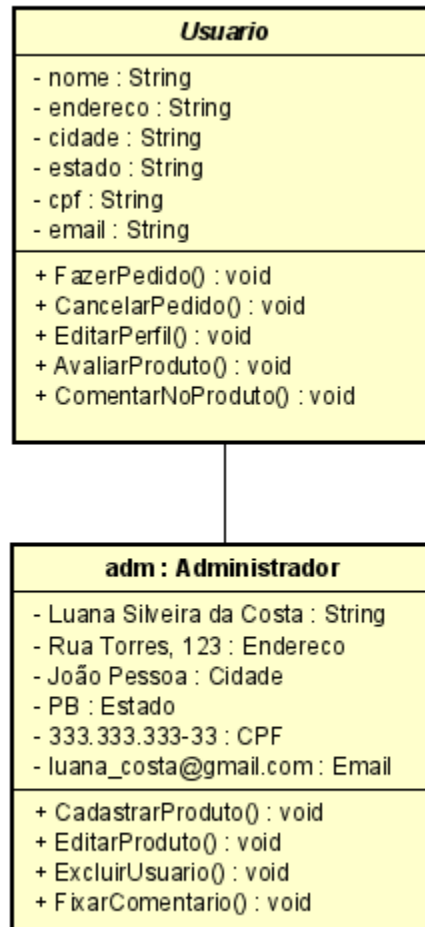 Usuario
- nome : String
- endereco : String
- cidade : String
- estado : String
- cpf : String
- email : String
+ FazerPedido() : void
+ CancelarPedido() : void
+ EditarPerfil() : void
+ AvaliarProduto() : void
+ ComentarNoProduto() : void
adm : Administrador
- Luana Silveira da Costa : String
- Rua Torres, 123 : Endereco
- João Pessoa : Cidade
- PB : Estado
- 333.333.333-33 : CPF
- luana_costa@gmail.com : Email
+ CadastrarProduto() : void
+ EditarProduto() : void
+ ExcluirUsuario() : void
+ FixarComentario() : void